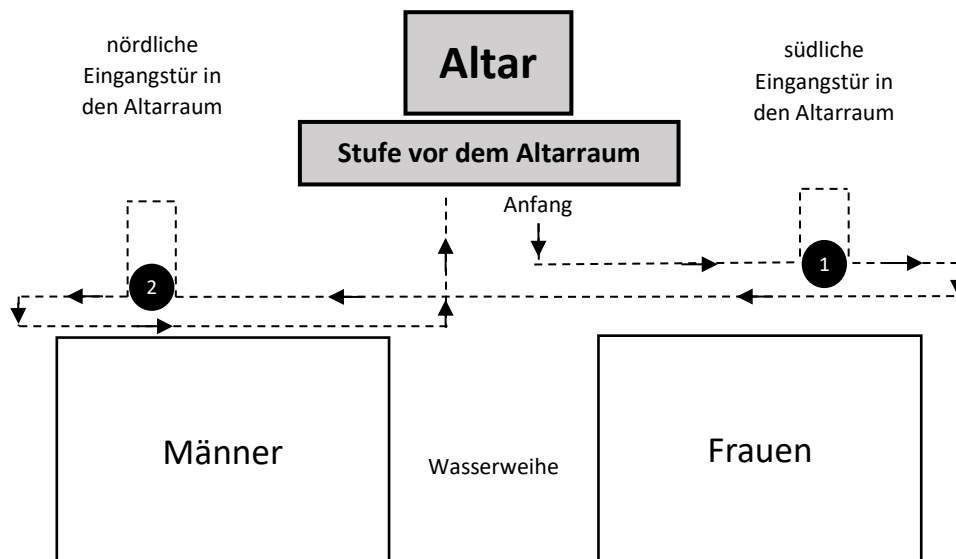 nördliche
Eingangstür in
den Altarraum
Altar
südliche
Eingangstür in
den Altarraum
Stufe vor dem Altarraum
Anfang
1
2
Männer
Wasserweihe
Frauen